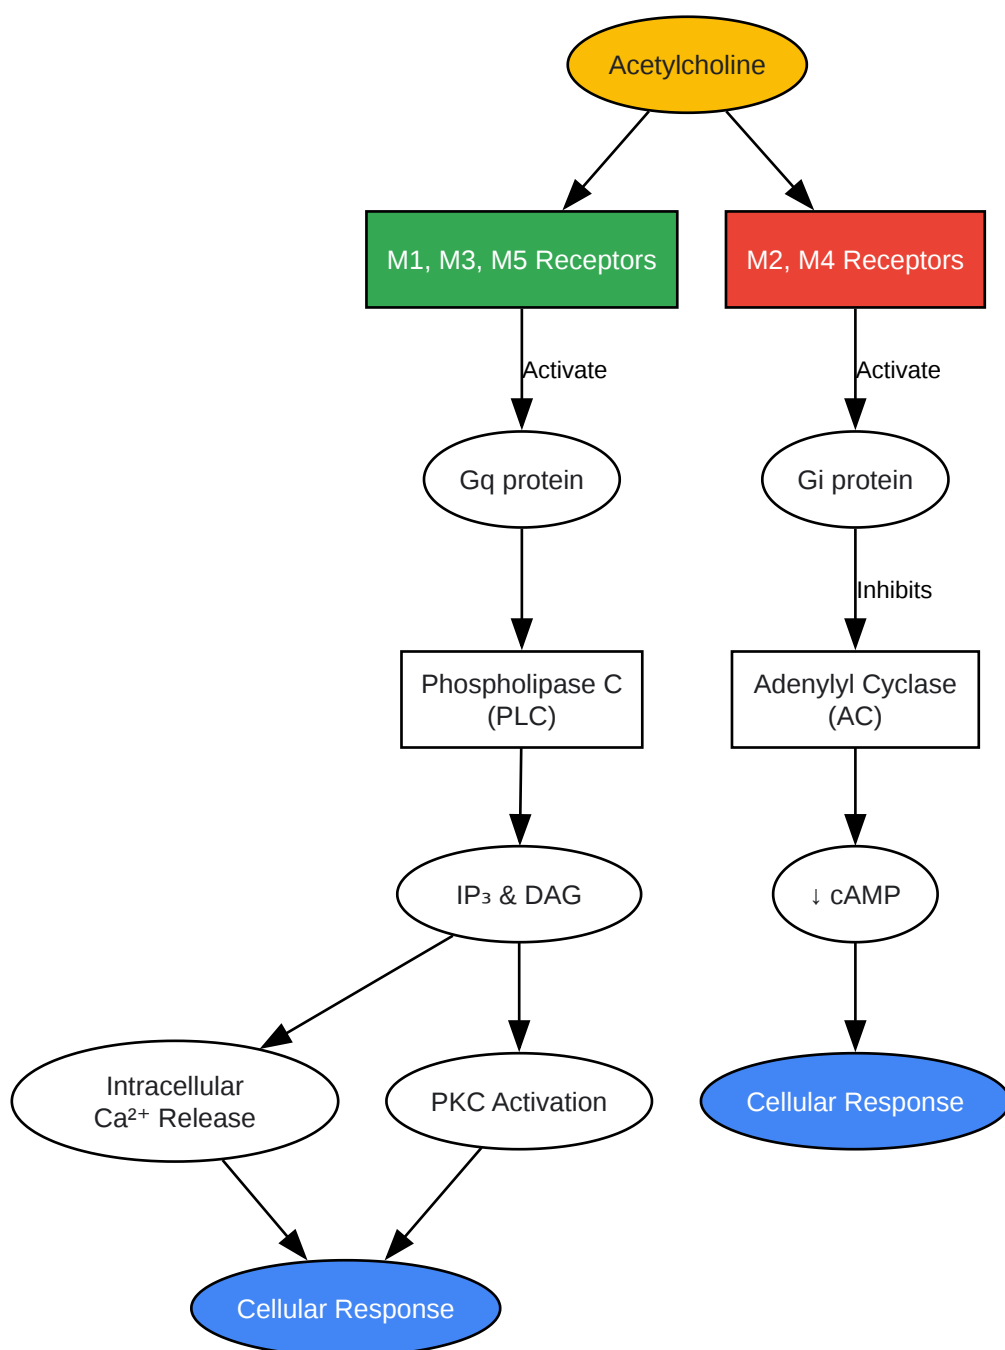 Acetylcholine
M1, M3, M5 Receptors
M2, M4 Receptors
Activate
Activate
Gq protein
Gi protein
Inhibits
Phospholipase C
(PLC)
Adenylyl Cyclase
(AC)
IP₃ & DAG
↓ cAMP
Intracellular
Ca²⁺ Release
PKC Activation
Cellular Response
Cellular Response